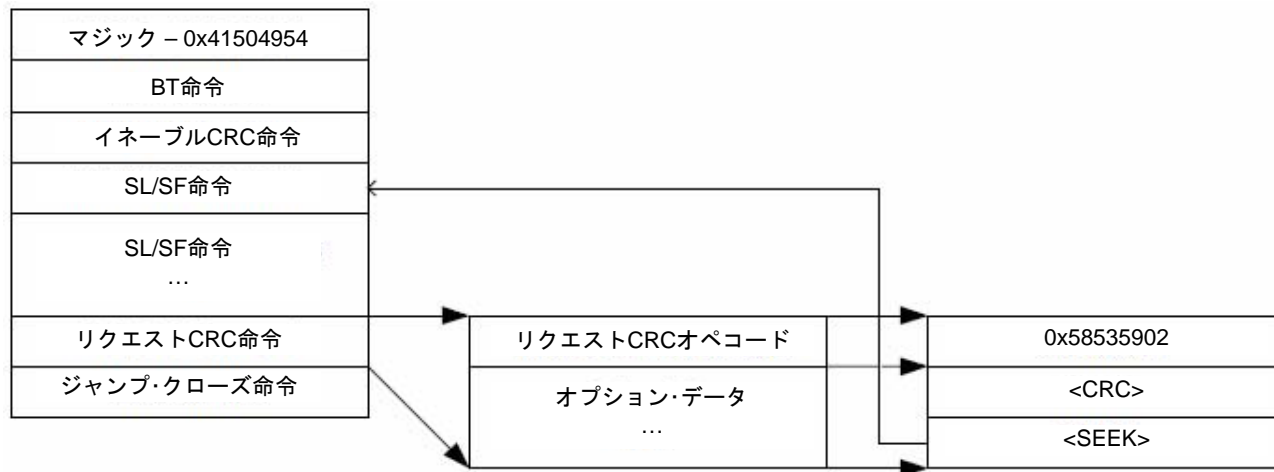 マジック – 0x41504954
BT命令
イネーブルCRC命令
SL/SF命令
SL/SF命令
…
リクエストCRC命令
ジャンプ･クローズ命令
リクエストCRCオペコード
オプション･データ
…
0x58535902
<CRC>
<SEEK>